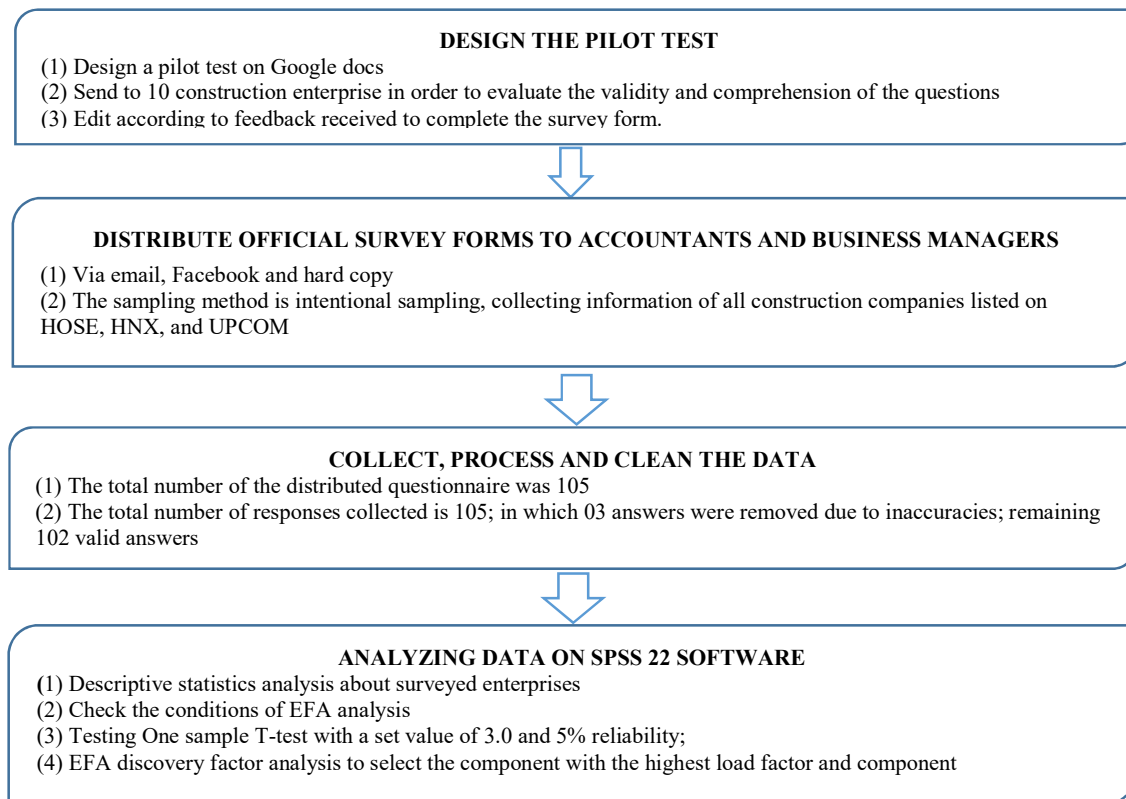 DESIGN THE PILOT TEST
(1) Design a pilot test on Google docs
(2) Send to 10 construction enterprise in order to evaluate the validity and comprehension of the questions
(3) Edit according to feedback received to complete the survey form.
DISTRIBUTE OFFICIAL SURVEY FORMS TO ACCOUNTANTS AND BUSINESS MANAGERS
(1) Via email, Facebook and hard copy
(2) The sampling method is intentional sampling, collecting information of all construction companies listed on
HOSE, HNX, and UPCOM
COLLECT, PROCESS AND CLEAN THE DATA
(1) The total number of the distributed questionnaire was 105
(2) The total number of responses collected is 105; in which 03 answers were removed due to inaccuracies; remaining
102 valid answers
ANALYZING DATA ON SPSS 22 SOFTWARE
(1) Descriptive statistics analysis about surveyed enterprises
(2) Check the conditions of EFA analysis
(3) Testing One sample T-test with a set value of 3.0 and 5% reliability;
(4) EFA discovery factor analysis to select the component with the highest load factor and component